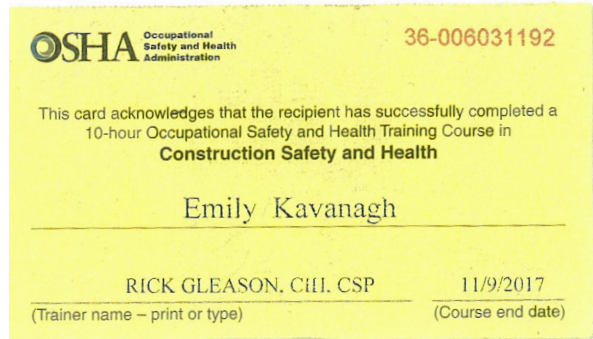 OSHA Occupational
Safety and Health
Administration
36-006031192
This card acknowledges that the recipient has successfully completed a
10-hour Occupational Safety and Health Training Course in
Construction Safety and Health
Emily Kavanagh
RICK GLEASON, CIH, CSP
11/9/2017
(Trainer name – print or type)
(Course end date)